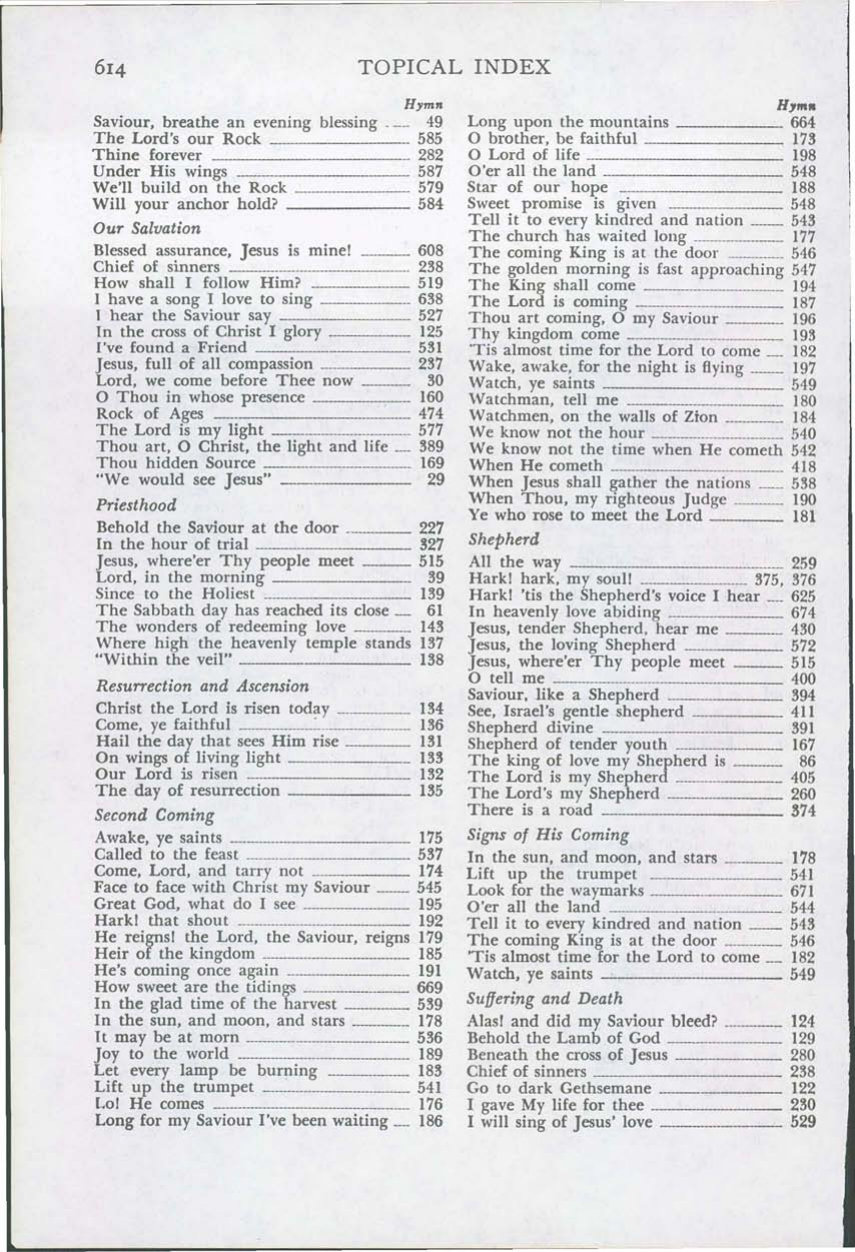 614 TOPICAL INDEX
Hymn
Saviour, breathe an evening blessing 49
The Lord's our Rock 585
Thine forever 282
Under His wings 587
We'll build on the Rock 579
Will your anchor hold? 584
Our Salvation
Blessed assurance, Jesus is mine! 608
Chief of sinners 238
How shall I follow Him? 519
I have a song I love to sing 638
I hear the Saviour say 527
In the cross of Christ I glory 125
I've found a Friend 531
Jesus, full of all compassion 237
Lord, we come before Thee now 30
O Thou in whose presence 160
Rock of Ages 474
The Lord is my light 577
Thou art, O Christ, the light and life 389
Thou hidden Source 169
"We would see Jesus" 29
Priesthood
Behold the Saviour at the door 227
In the hour of trial 327
Jesus, where'er Thy people meet 515
Lord, in the morning 39
Since to the Holiest 139
The Sabbath day has reached its close 61
The wonders of redeeming love 143
Where high the heavenly temple stands 137
"Within the veil" 138
Resurrection and Ascension
Christ the Lord is risen today 134
Come, ye faithful 136
Hail the day that sees Him rise 131
On wings of living light 133
Our Lord is risen 132
The day of resurrection 135
Second Coming
Awake, ye saints 175
Called to the feast 537
Come, Lord, and tarry not 174
Face to face with Christ my Saviour 545
Great God, what do I see 195
Hark! that shout 192
He reigns! the Lord, the Saviour, reigns 179
Heir of the kingdom 185
He's coming once again 191
How sweet are the tidings 669
In the glad time of the harvest 539
In the sun, and moon, and stars 178
It may be at morn 536
Joy to the world 189
Let every lamp be burning 183
Lift up the trumpet 541
Lo! He comes 176
Long for my Saviour I've been waiting 186
Hymn
Long upon the mountains 664
O brother, be faithful 173
O Lord of life 198
O'er all the land 548
Star of our hope 188
Sweet promise is given 548
Tell it to every kindred and nation 543
The church has waited long 177
The coming King is at the door 546
The golden morning is fast approaching 547
The King shall come 194
The Lord is coming 187
Thou art coming, O my Saviour 196
Thy kingdom come 193
'Tis almost time for the Lord to come 182
Wake, awake, for the night is flying 197
Watch, ye saints 549
Watchman, tell me 180
Watchmen, on the walls of Zion 184
We know not the hour 540
We know not the time when He cometh 542
When He cometh 418
When Jesus shall gather the nations 538
When Thou, my righteous Judge 190
Ye who rose to meet the Lord 181
Shepherd
All the way 259
Hark! hark, my soul! 375, 376
Hark! 'tis the Shepherd's voice I hear 625
In heavenly love abiding 674
Jesus, tender Shepherd, hear me 430
Jesus, the loving Shepherd 572
Jesus, where'er Thy people meet 515
O tell me 400
Saviour, like a Shepherd 394
See, Israel's gentle shepherd 411
Shepherd divine 391
Shepherd of tender youth 167
The king of love my Shepherd is 86
The Lord is my Shepherd 405
The Lord's my Shepherd 260
There is a road 374
Signs of His Coming
In the sun, and moon, and stars 178
Lift up the trumpet 541
Look for the waymarks 671
O'er all the land 544
Tell it to every kindred and nation 543
The coming King is at the door 546
'Tis almost time for the Lord to come 182
Watch, ye saints 549
Suffering and Death
Alas! and did my Saviour bleed? 124
Behold the Lamb of God 129
Beneath the cross of Jesus 280
Chief of sinners 238
Go to dark Gethsemane 122
I gave My life for thee 230
I will sing of Jesus' love 529